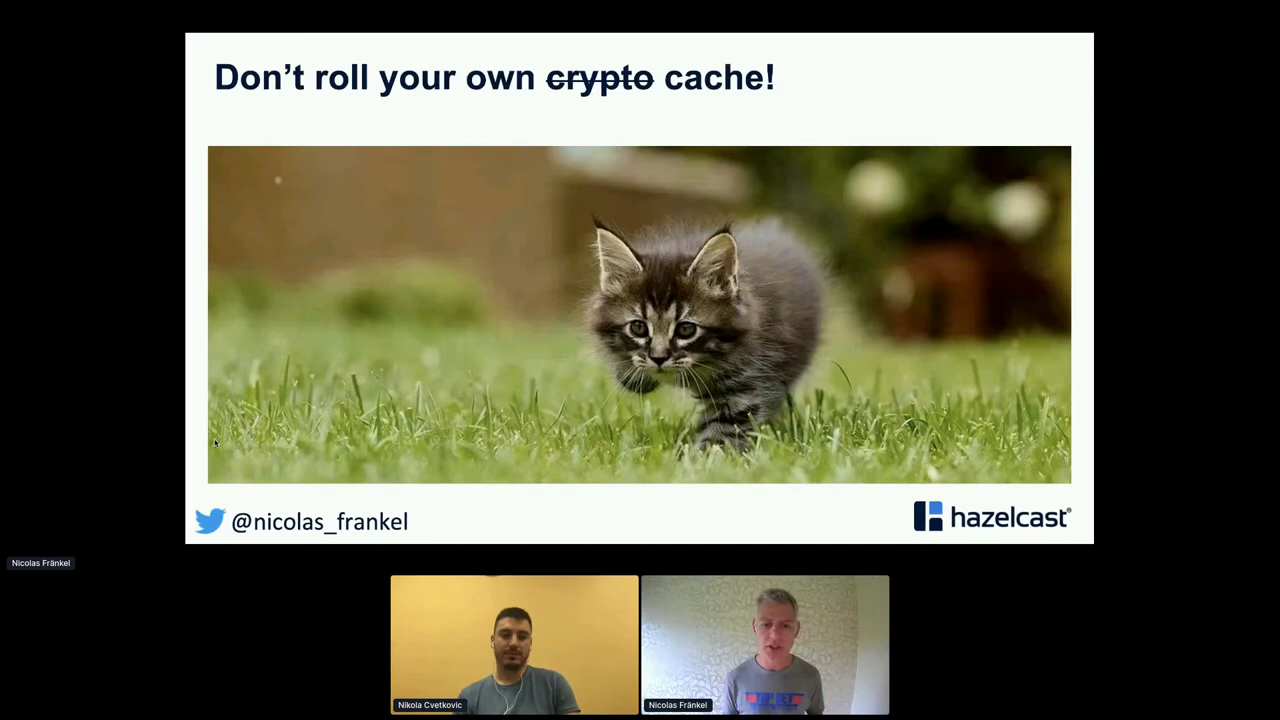 Don't roll your own crypto cache!
@nicolas_frankel
hazelcast®
Nicolas Fränkel
Nikola Cvetkovic
Nicolas Fränkel